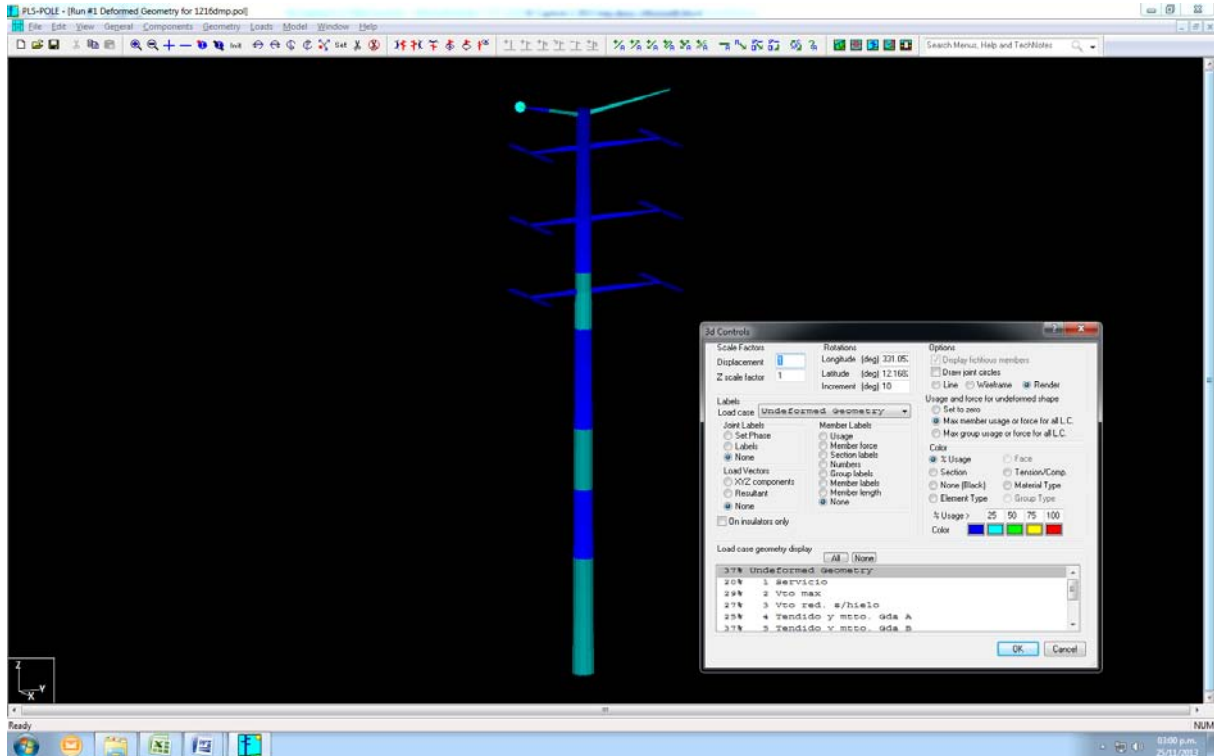 PLS-POLE - [Run #1 Deformed Geometry for 1216dmp.pol]
File Edit View General Components Geometry Loads Model Window Help
Init Set
Search Menus, Help and TechNotes
3d Controls
Scale Factors Rotations Options
Displacement 1 Longitude (deg) 331.05 Display fictitious members
Z scale factor 1 Latitude (deg) 12.168 Draw joint circles
Increment (deg) 10 Line Wireframe Render
Labels Usage and force for undeformed shape
Load case Undeformed Geometry Set to zero
Joint Labels Member Labels Max member usage or force for all L.C.
Set Phase Usage Max group usage or force for all L.C.
Labels Member force Color
None Section labels % Usage Face
Load Vectors Numbers Section Tension/Comp.
XYZ components Group labels None (Black) Material Type
Resultant Member labels Element Type Group Type
None Member length
None
On insulators only % Usage > 25 50 75 100
Color
Load case geometry display All None
37% Undeformed Geometry
20% 1 Servicio
29% 2 Vto max
27% 3 Vto red. s/hielo
25% 4 Tendido y mtto. Gda A
37% 5 Tendido y mtto. Gda B
OK Cancel
Z
Y
X
Ready NUM
03:00 p.m.
25/11/2013